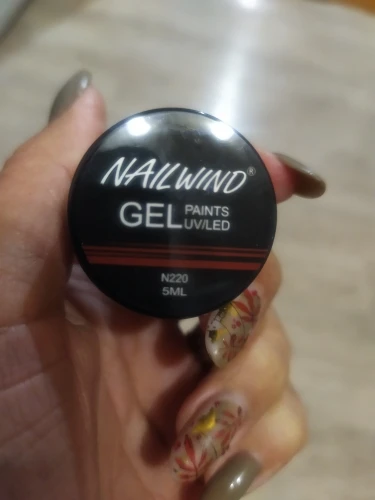 NAILWIND®
GEL PAINTS
UV/LED
N220
5ML